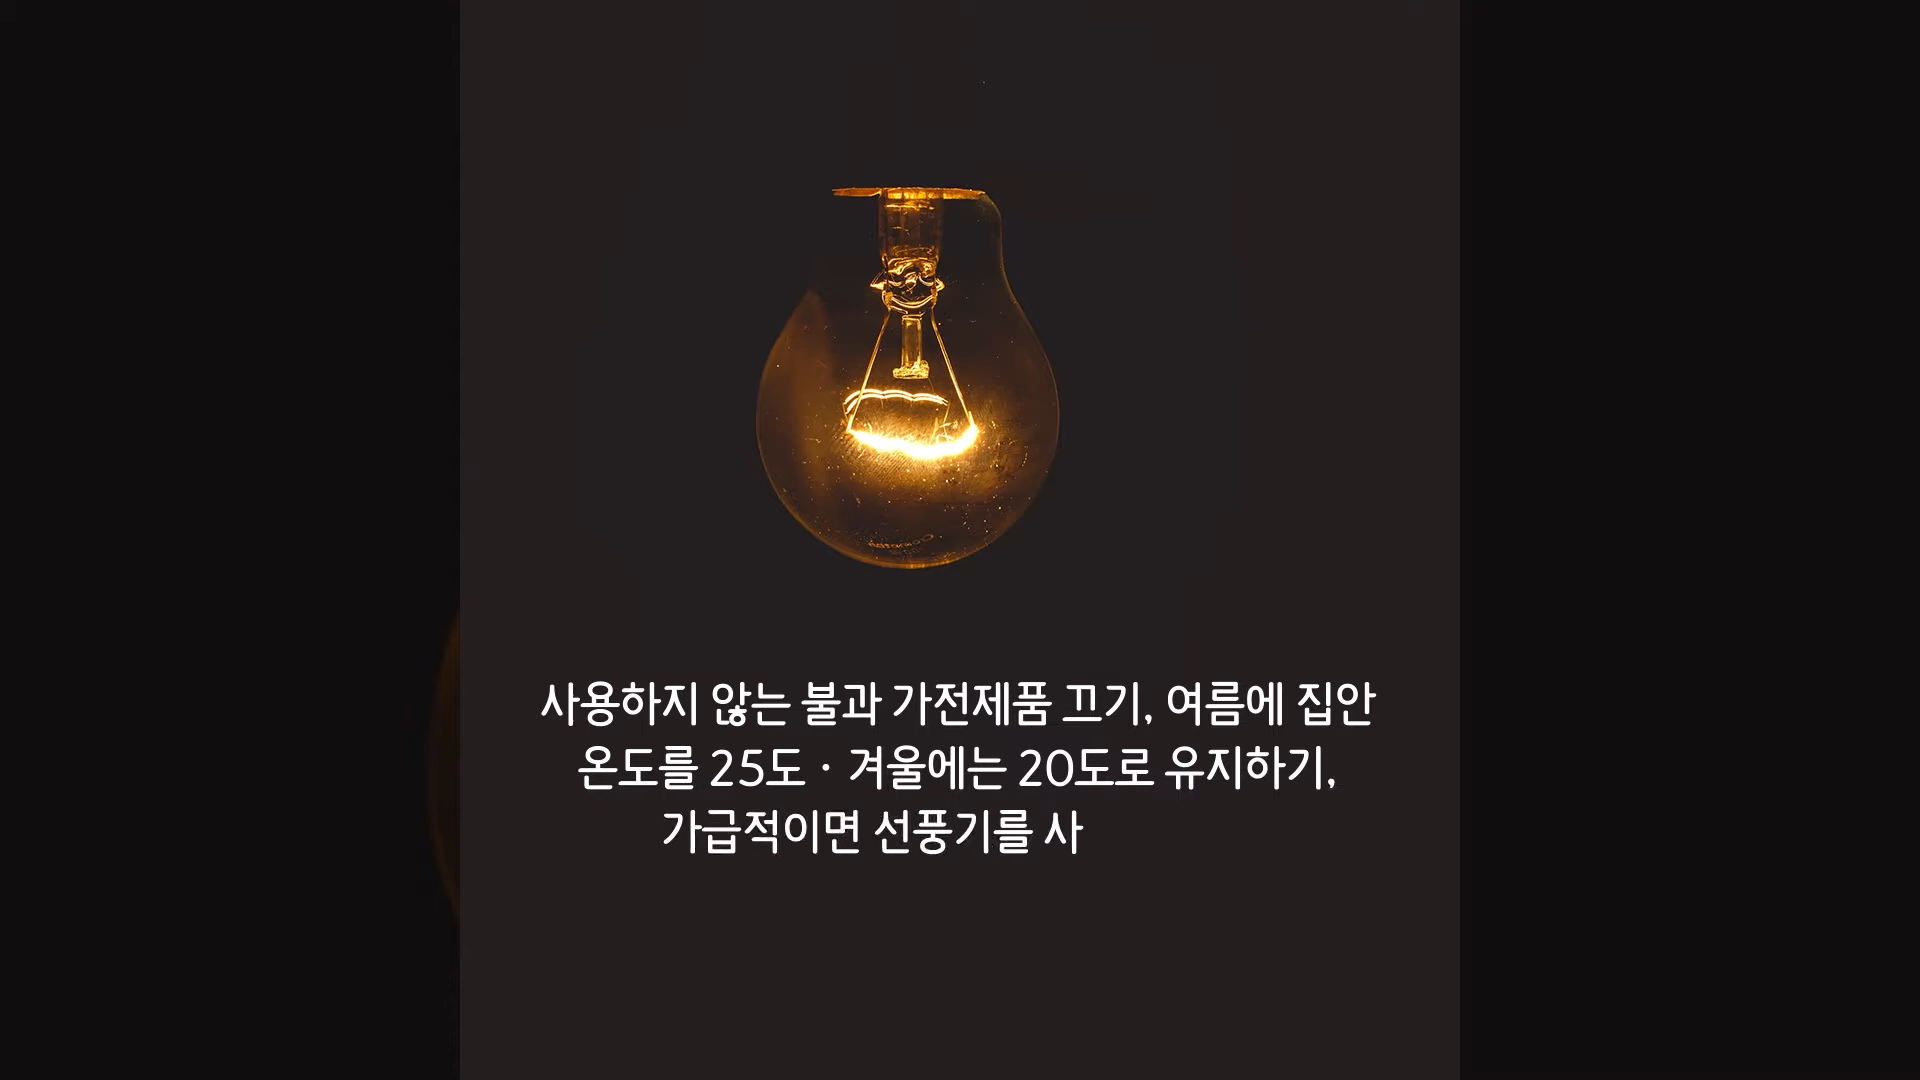 사용하지 않는 불과 가전제품 끄기, 여름에 집안
온도를 25도 · 겨울에는 20도로 유지하기,
가급적이면 선풍기를 사